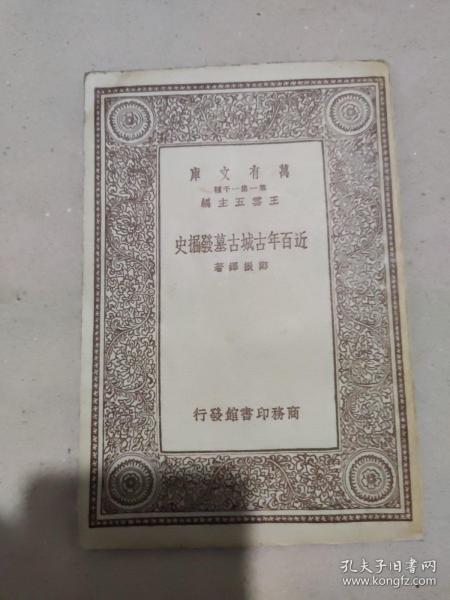 萬有文庫
第一集一千種
王雲五主編
近百年古城古墓發掘史
鄭振鐸著
商務印書館發行
孔夫子旧书网
www.kongfz.com